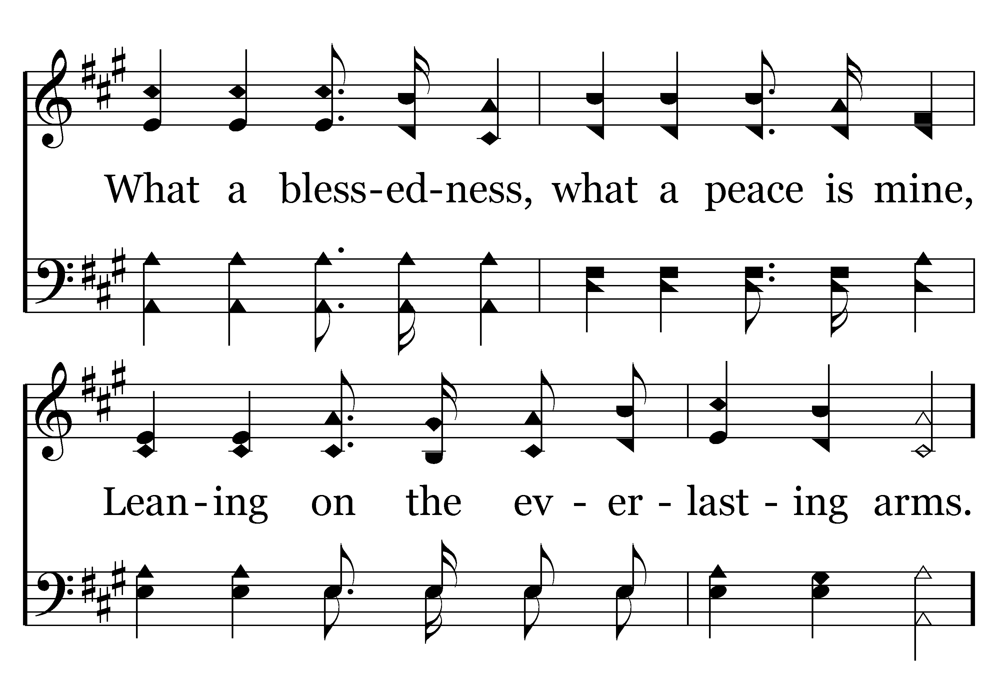 What a bless-ed-ness, what a peace is mine,
Lean-ing on the ev - er - last - ing arms.